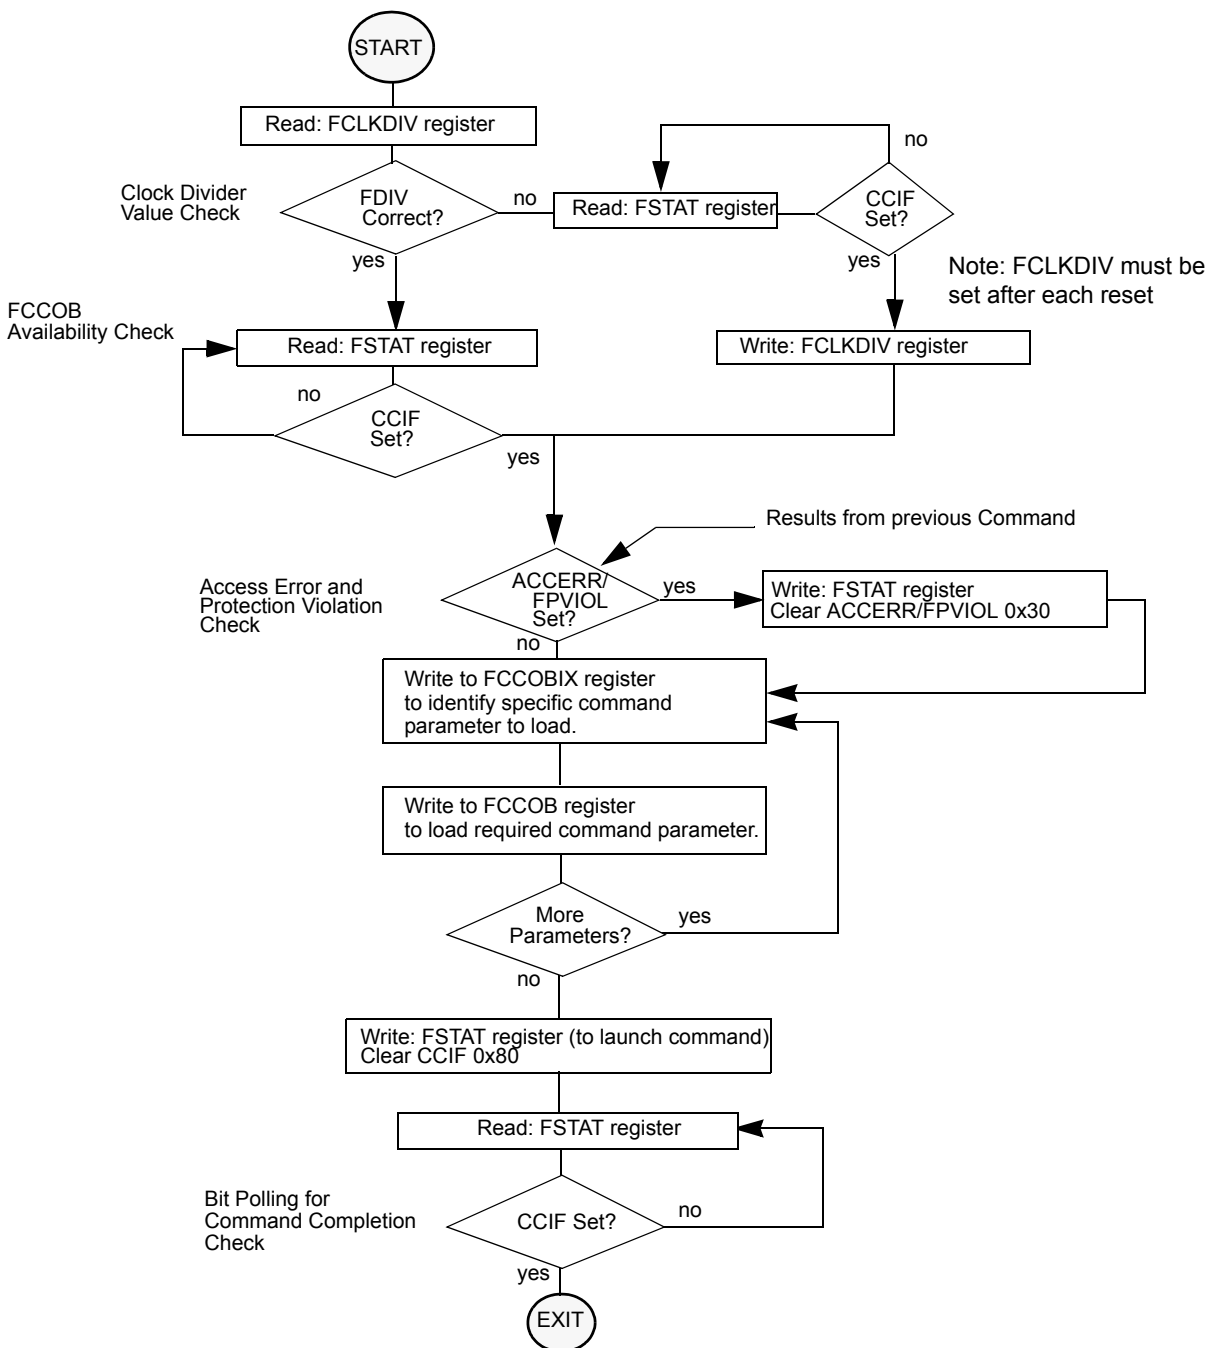 START
Read: FCLKDIV register
Clock Divider
Value Check
FDIV
Correct?
no
Read: FSTAT register
no
CCIF
Set?
yes
yes
Note: FCLKDIV must be
set after each reset
FCCOB
Availability Check
Read: FSTAT register
Write: FCLKDIV register
no
CCIF
Set?
yes
Results from previous Command
Access Error and
Protection Violation
Check
ACCERR/
FPVIOL
Set?
yes
Write: FSTAT register
Clear ACCERR/FPVIOL 0x30
no
Write to FCCOBIX register
to identify specific command
parameter to load.
Write to FCCOB register
to load required command parameter.
More
Parameters?
yes
no
Write: FSTAT register (to launch command)
Clear CCIF 0x80
Read: FSTAT register
Bit Polling for
Command Completion
Check
CCIF Set?
no
yes
EXIT